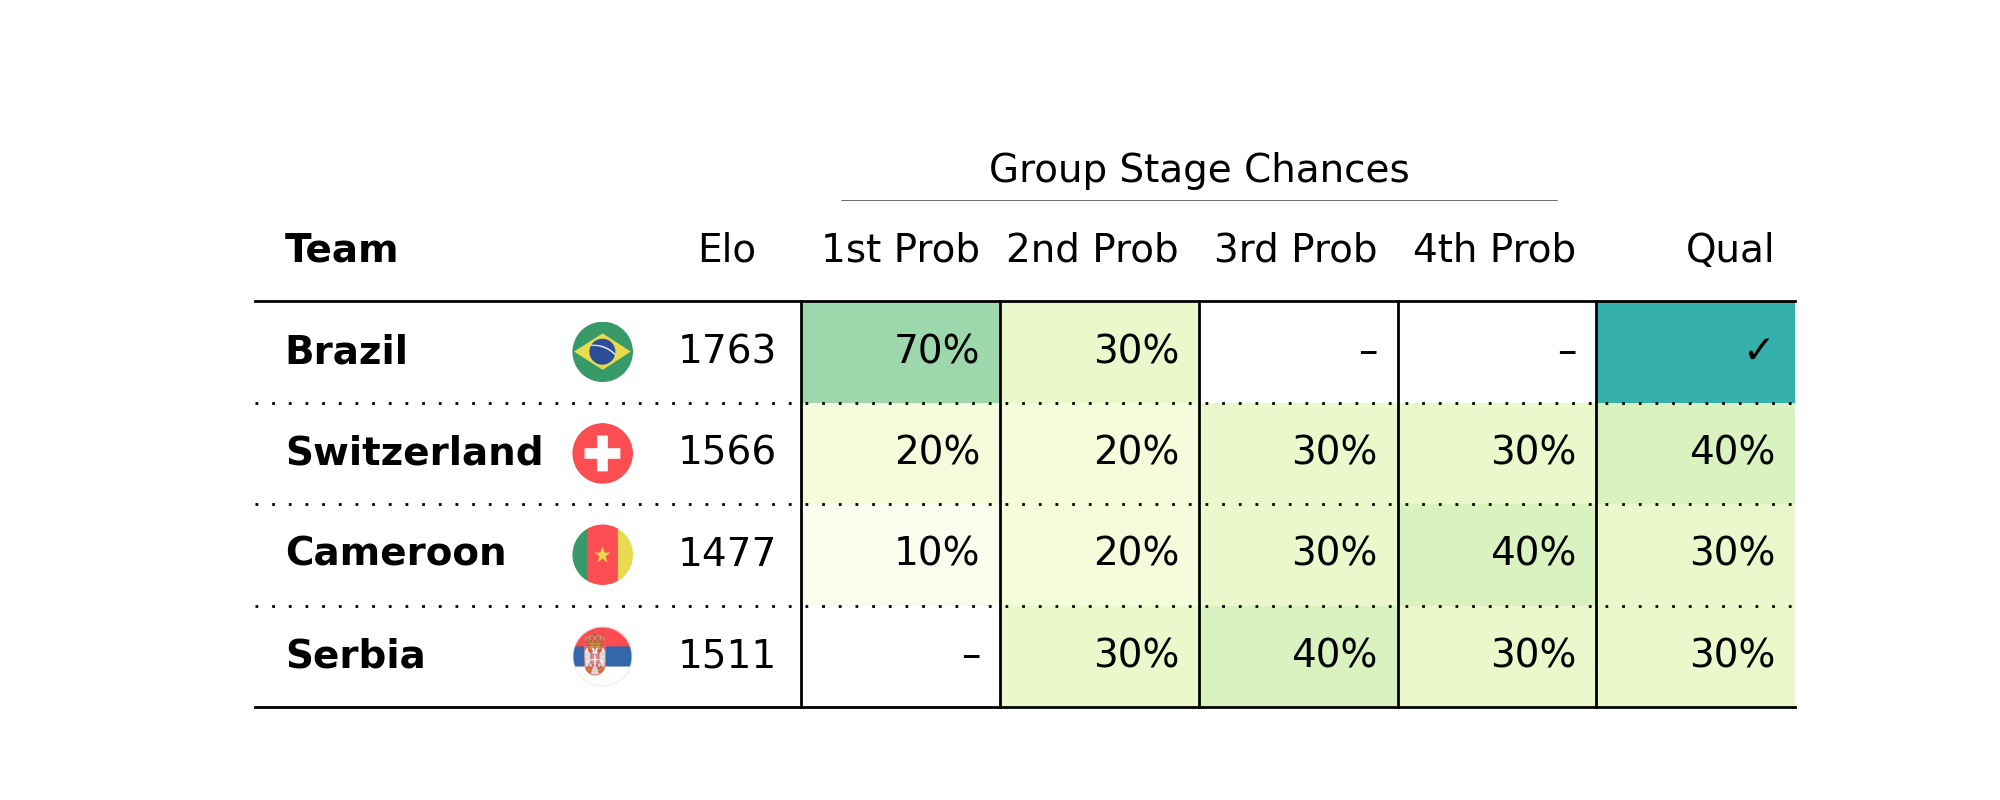 Group Stage Chances
Team Elo 1st Prob 2nd Prob 3rd Prob 4th Prob Qual
Brazil 1763 70% 30% – – ✓
Switzerland 1566 20% 20% 30% 30% 40%
Cameroon 1477 10% 20% 30% 40% 30%
Serbia 1511 – 30% 40% 30% 30%